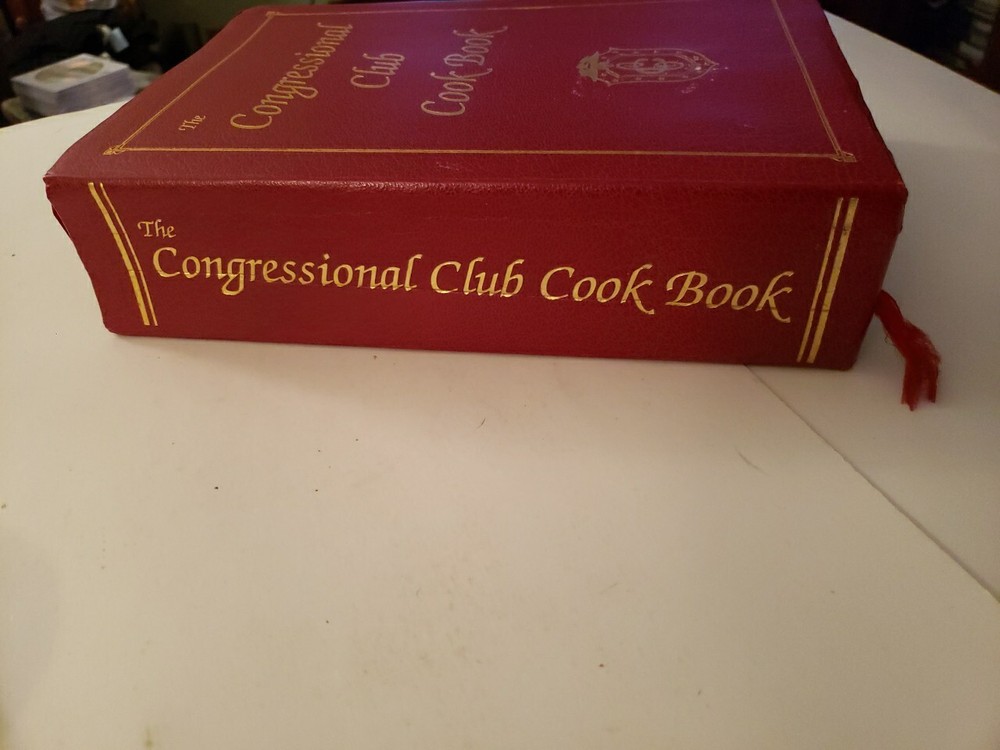 The
Congressional
Club
Cook Book
The
Congressional Club Cook Book